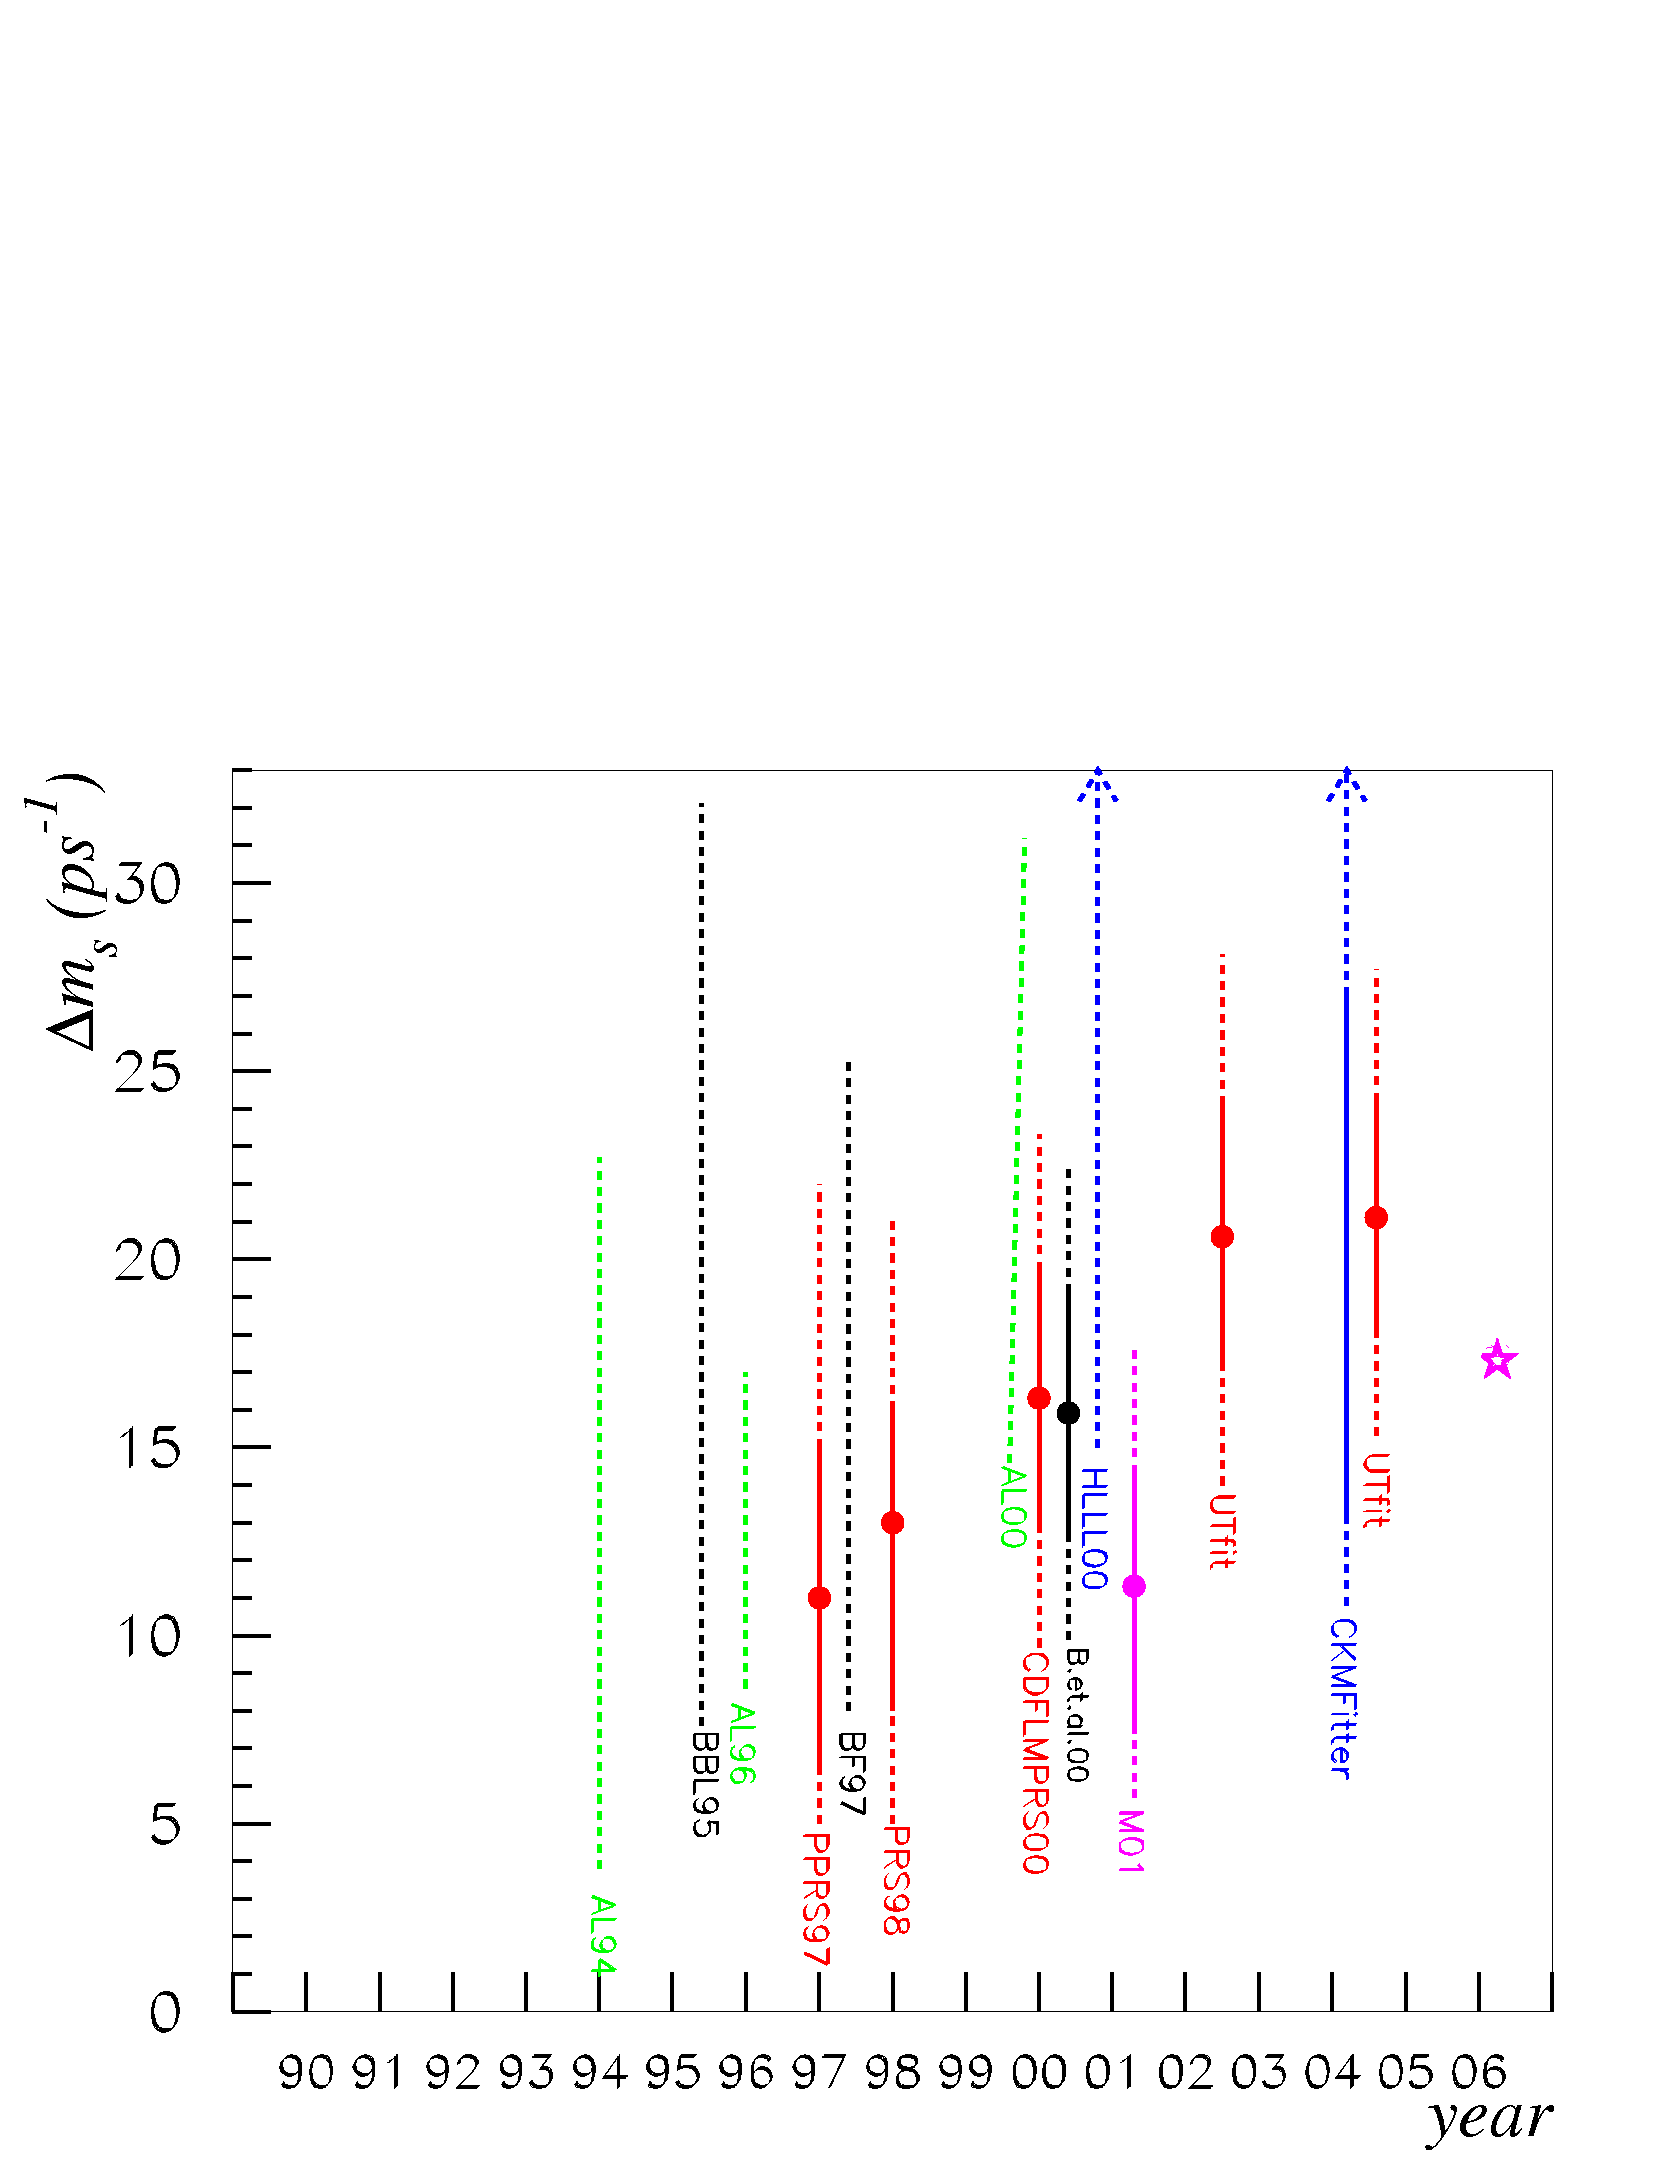 Δm_s (ps^-1)
30
25
20
15
10
5
0
AL94
BBL95
AL96
PPRS97
BF97
PRS98
AL00
CDFLMPRS00
B.et.al.00
HLLL00
M01
UTfit
CKMFitter
UTfit
90 91 92 93 94 95 96 97 98 99 00 01 02 03 04 05 06
year